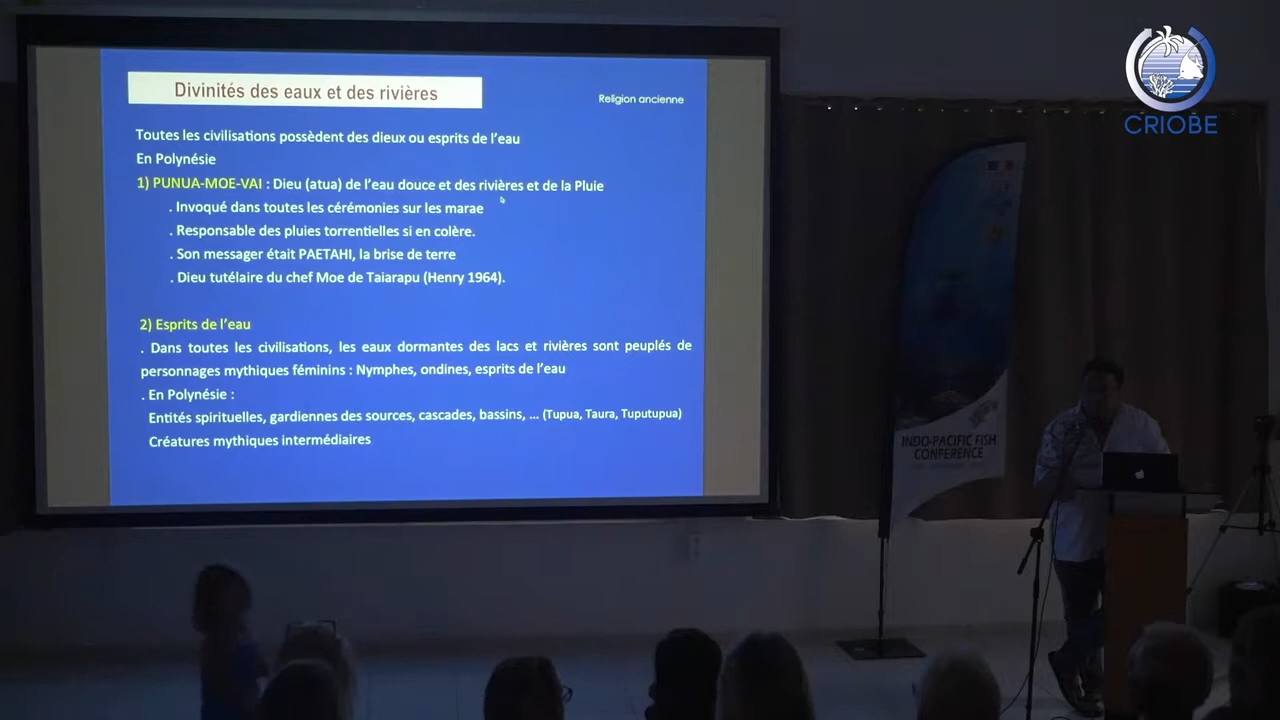 Divinités des eaux et des rivières
Religion ancienne
Toutes les civilisations possèdent des dieux ou esprits de l'eau
En Polynésie
1) PUNUA-MOE-VAI : Dieu (atua) de l'eau douce et des rivières et de la Pluie
. Invoqué dans toutes les cérémonies sur les marae
. Responsable des pluies torrentielles si en colère.
. Son messager était PAETAHI, la brise de terre
. Dieu tutélaire du chef Moe de Taiarapu (Henry 1964).
2) Esprits de l'eau
. Dans toutes les civilisations, les eaux dormantes des lacs et rivières sont peuplés de
personnages mythiques féminins : Nymphes, ondines, esprits de l'eau
. En Polynésie :
Entités spirituelles, gardiennes des sources, cascades, bassins, ... (Tupua, Taura, Tuputupua)
Créatures mythiques intermédiaires
CRIOBE
INDO-PACIFIC FISH
CONFERENCE